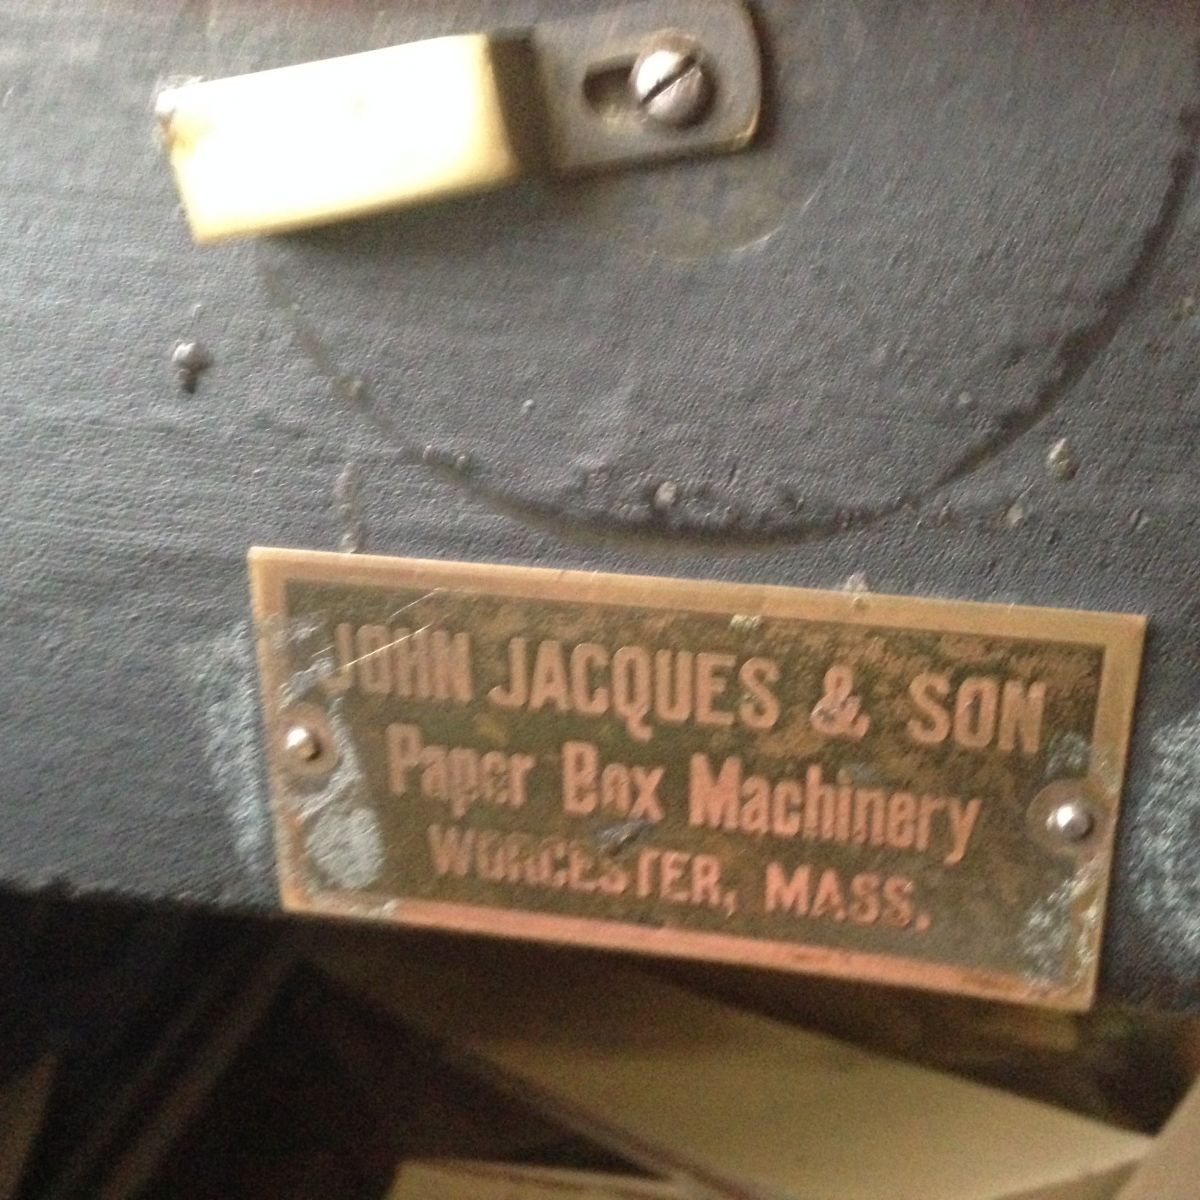 JOHN JACQUES & SON
Paper Box Machinery
WORCESTER, MASS.